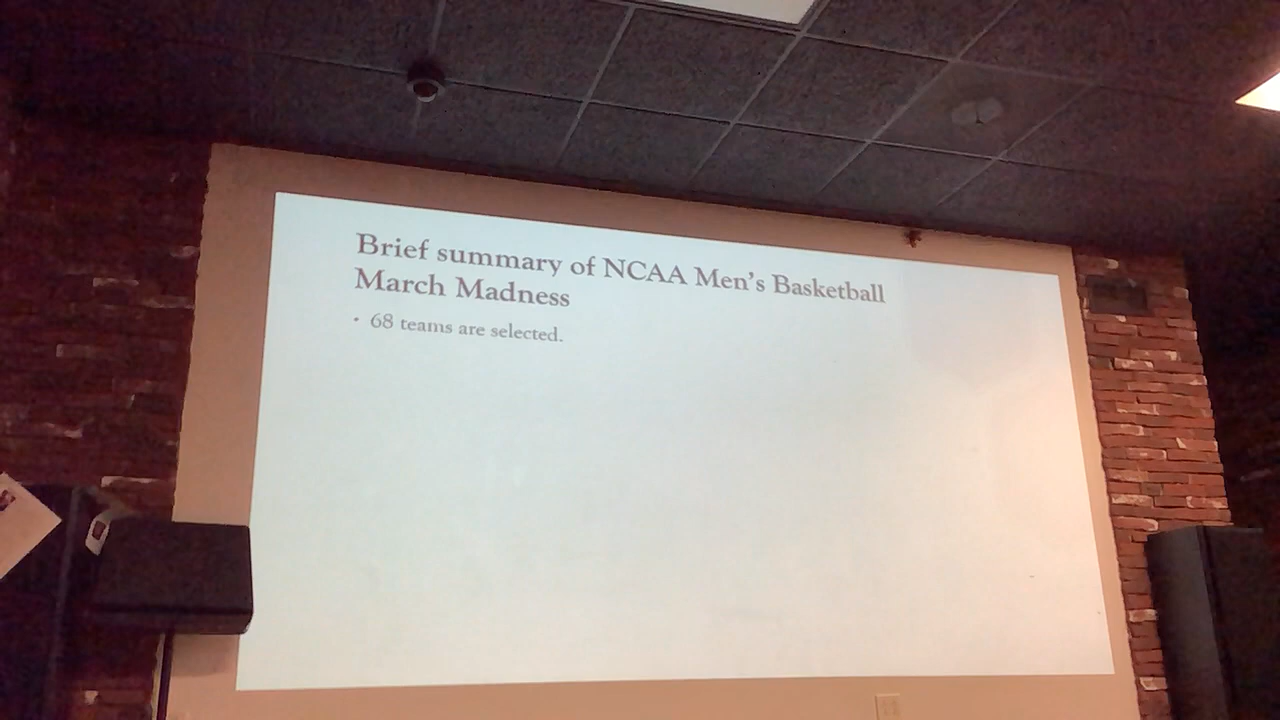 Brief summary of NCAA Men's Basketball
March Madness
• 68 teams are selected.